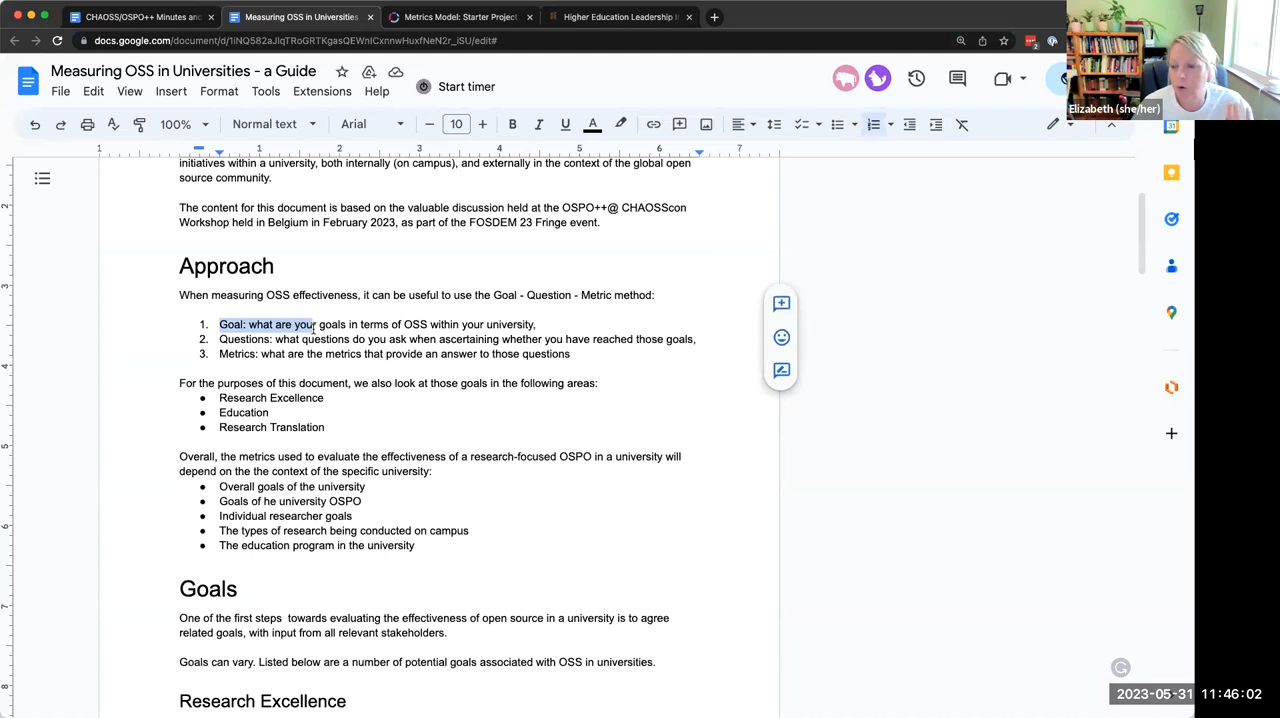 CHAOSS/OSPO++ Minutes an
Measuring OSS in Universities
Metrics Model: Starter Project
Higher Education Leadership I
docs.google.com/document/d/1iNQ582aJIqTRoGRTKgasQEWnICxnnwHuxfNeN2r_iSU/edit#
Measuring OSS in Universities - a Guide
File Edit View Insert Format Tools Extensions Help
Start timer
Elizabeth (she/her)
100% Normal text Arial 10 B I U A
1 1 2 3 4 5 6 7
initiatives within a university, both internally (on campus), and externally in the context of the global open
source community.
The content for this document is based on the valuable discussion held at the OSPO++@ CHAOSScon
Workshop held in Belgium in February 2023, as part of the FOSDEM 23 Fringe event.
Approach
When measuring OSS effectiveness, it can be useful to use the Goal - Question - Metric method:
1. Goal: what are your goals in terms of OSS within your university,
2. Questions: what questions do you ask when ascertaining whether you have reached those goals,
3. Metrics: what are the metrics that provide an answer to those questions
For the purposes of this document, we also look at those goals in the following areas:
● Research Excellence
● Education
● Research Translation
Overall, the metrics used to evaluate the effectiveness of a research-focused OSPO in a university will
depend on the the context of the specific university:
● Overall goals of the university
● Goals of he university OSPO
● Individual researcher goals
● The types of research being conducted on campus
● The education program in the university
Goals
One of the first steps  towards evaluating the effectiveness of open source in a university is to agree
related goals, with input from all relevant stakeholders.
Goals can vary. Listed below are a number of potential goals associated with OSS in universities.
Research Excellence
2023-05-31 11:46:02